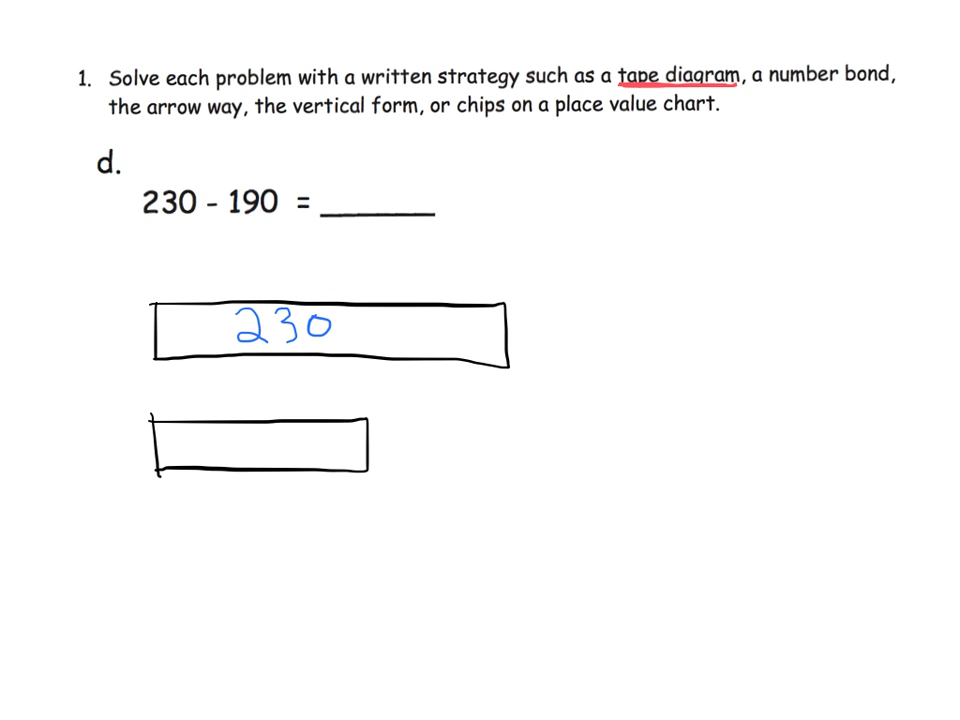 1. Solve each problem with a written strategy such as a tape diagram, a number bond,
the arrow way, the vertical form, or chips on a place value chart.
d.
230 - 190 = ______
230